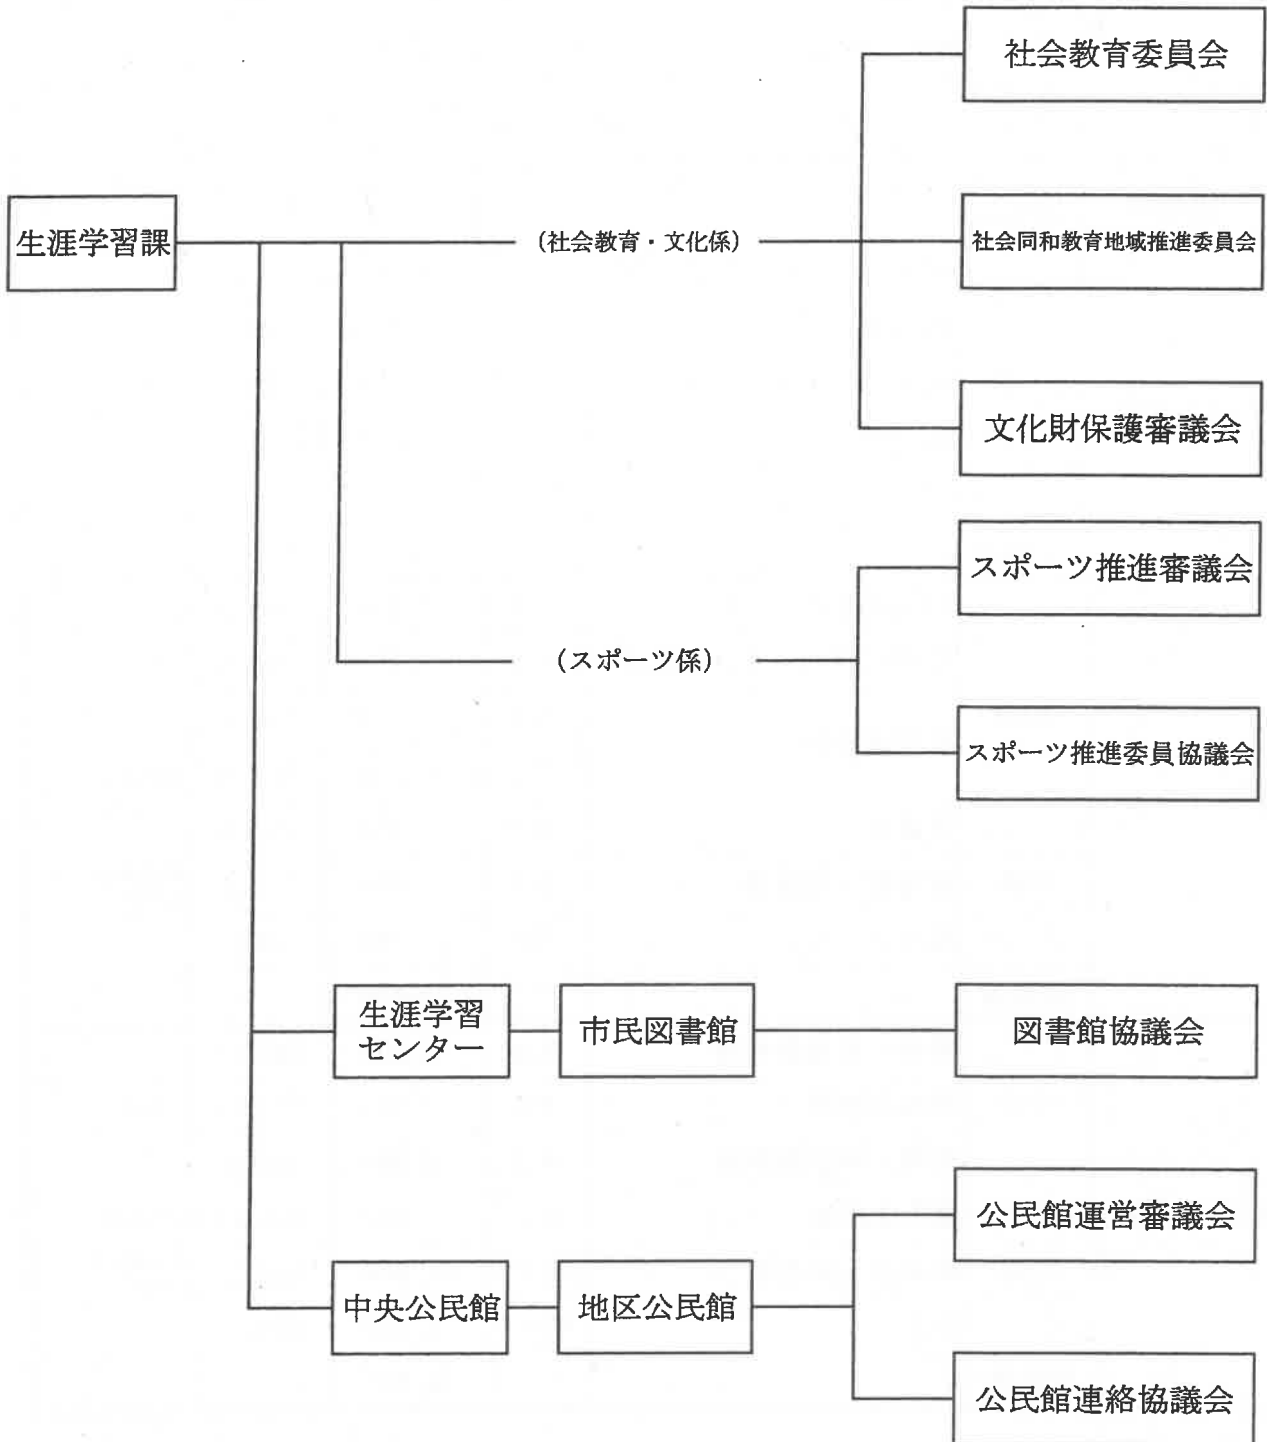 社会教育委員会
生涯学習課
（社会教育・文化係）
社会同和教育地域推進委員会
文化財保護審議会
スポーツ推進審議会
（スポーツ係）
スポーツ推進委員協議会
生涯学習
センター
市民図書館
図書館協議会
公民館運営審議会
中央公民館
地区公民館
公民館連絡協議会